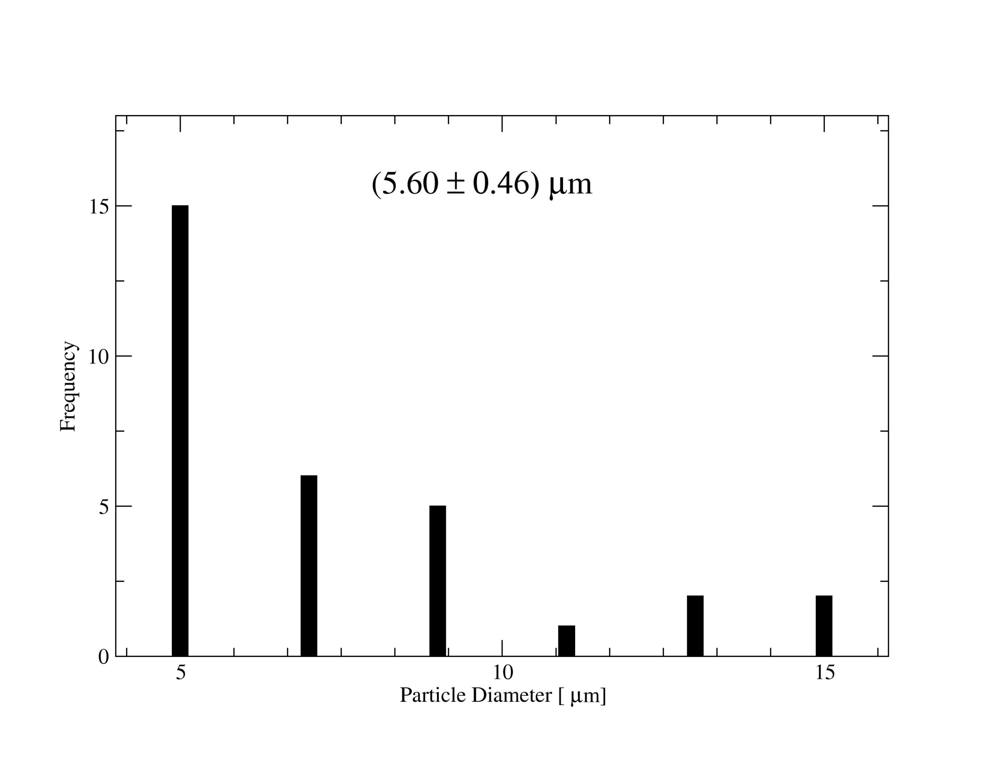 (5.60 ± 0.46) μm
15
10
5
0
Frequency
5 10 15
Particle Diameter [ μm]